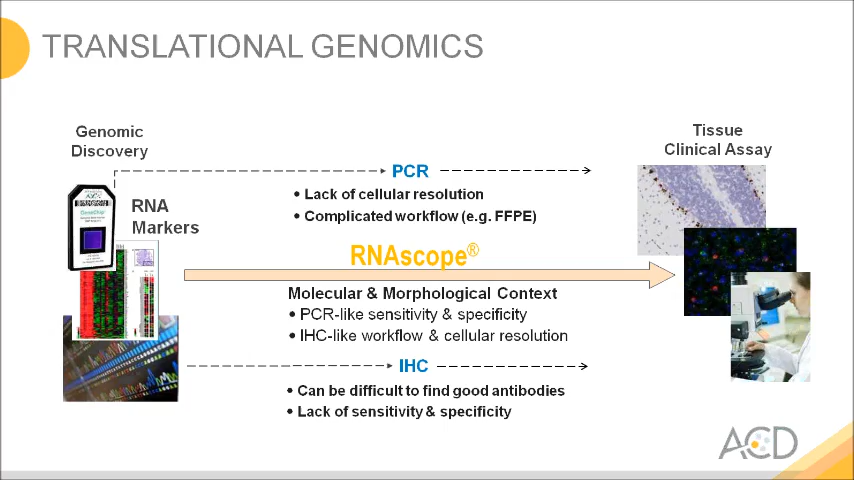 TRANSLATIONAL GENOMICS
Genomic
Discovery
Tissue
Clinical Assay
PCR
• Lack of cellular resolution
• Complicated workflow (e.g. FFPE)
GeneChip
RNA
Markers
RNAscope®
Molecular & Morphological Context
• PCR-like sensitivity & specificity
• IHC-like workflow & cellular resolution
IHC
• Can be difficult to find good antibodies
• Lack of sensitivity & specificity
ACD